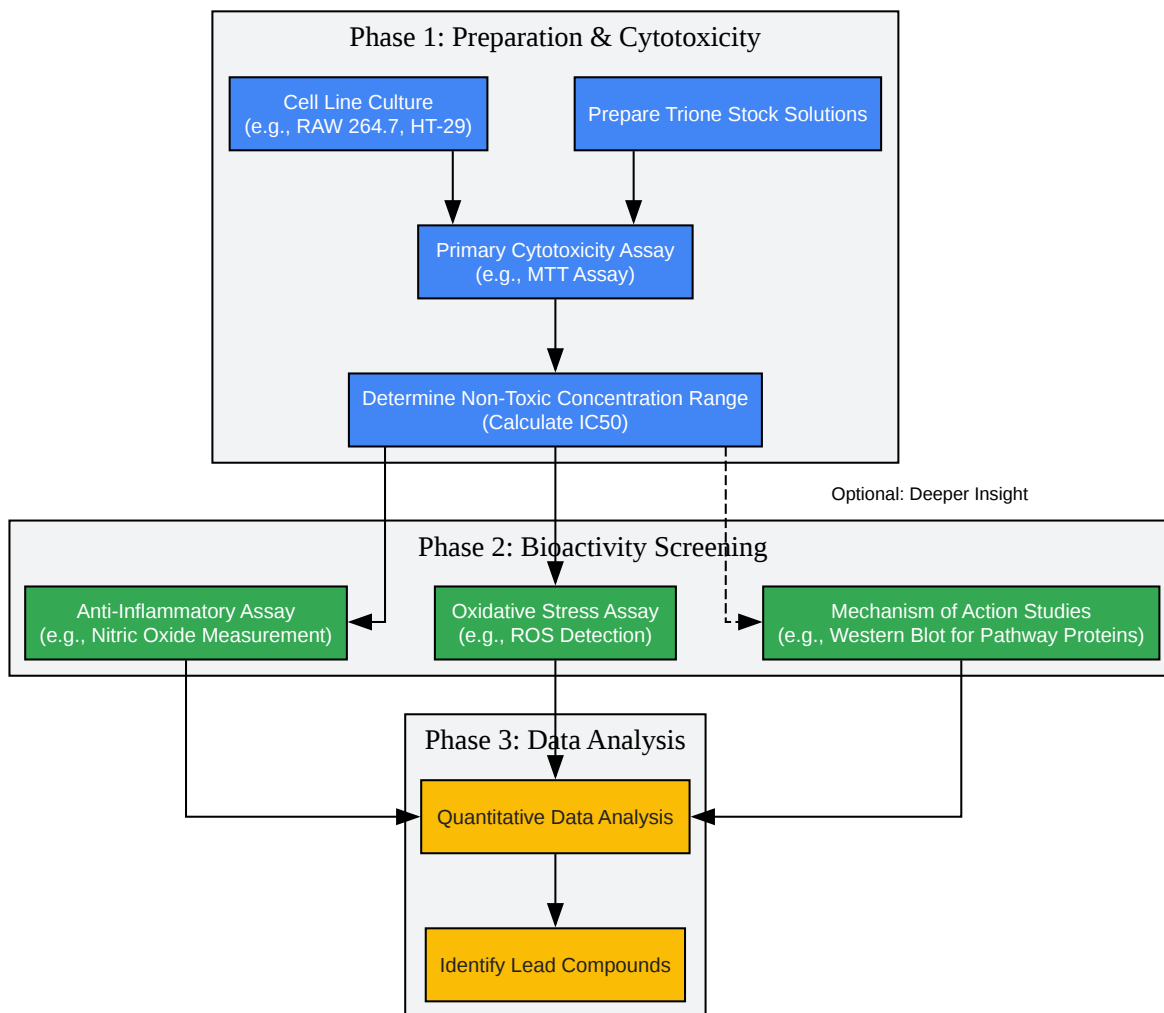 Phase 1: Preparation & Cytotoxicity
Cell Line Culture
(e.g., RAW 264.7, HT-29)
Prepare Trione Stock Solutions
Primary Cytotoxicity Assay
(e.g., MTT Assay)
Determine Non-Toxic Concentration Range
(Calculate IC50)
Optional: Deeper Insight
Phase 2: Bioactivity Screening
Anti-Inflammatory Assay
(e.g., Nitric Oxide Measurement)
Oxidative Stress Assay
(e.g., ROS Detection)
Mechanism of Action Studies
(e.g., Western Blot for Pathway Proteins)
Phase 3: Data Analysis
Quantitative Data Analysis
Identify Lead Compounds